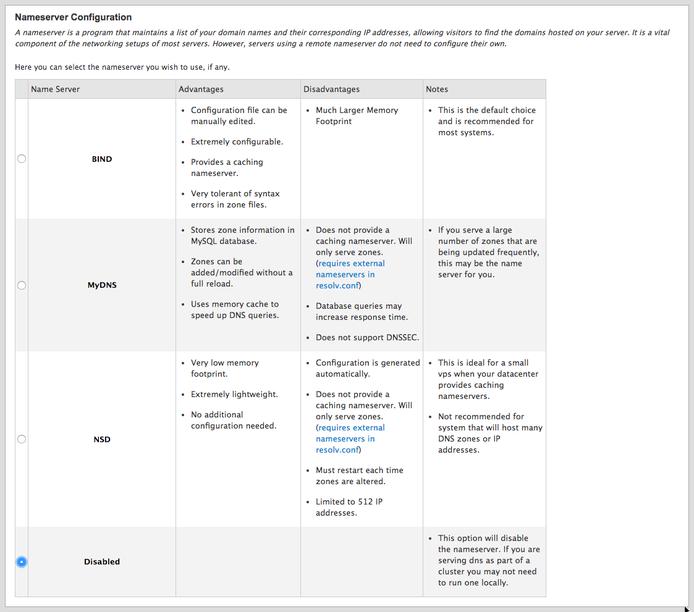 Nameserver Configuration
A nameserver is a program that maintains a list of your domain names and their corresponding IP addresses, allowing visitors to find the domains hosted on your server. It is a vital
component of the networking setups of most servers. However, servers using a remote nameserver do not need to configure their own.
Here you can select the nameserver you wish to use, if any.
Name Server Advantages Disadvantages Notes
BIND
• Configuration file can be
manually edited.
• Extremely configurable.
• Provides a caching
nameserver.
• Very tolerant of syntax
errors in zone files.
• Much Larger Memory
Footprint
• This is the default choice
and is recommended for
most systems.
MyDNS
• Stores zone information in
MySQL database.
• Zones can be
added/modified without a
full reload.
• Uses memory cache to
speed up DNS queries.
• Does not provide a
caching nameserver. Will
only serve zones.
(requires external
nameservers in
resolv.conf)
• Database queries may
increase response time.
• Does not support DNSSEC.
• If you serve a large
number of zones that are
being updated frequently,
this may be the name
server for you.
NSD
• Very low memory
footprint.
• Extremely lightweight.
• No additional
configuration needed.
• Configuration is generated
automatically.
• Does not provide a
caching nameserver. Will
only serve zones.
(requires external
nameservers in
resolv.conf)
• Must restart each time
zones are altered.
• Limited to 512 IP
addresses.
• This is ideal for a small
vps when your datacenter
provides caching
nameservers.
• Not recommended for
system that will host many
DNS zones or IP
addresses.
Disabled
• This option will disable
the nameserver. If you are
serving dns as part of a
cluster you may not need
to run one locally.